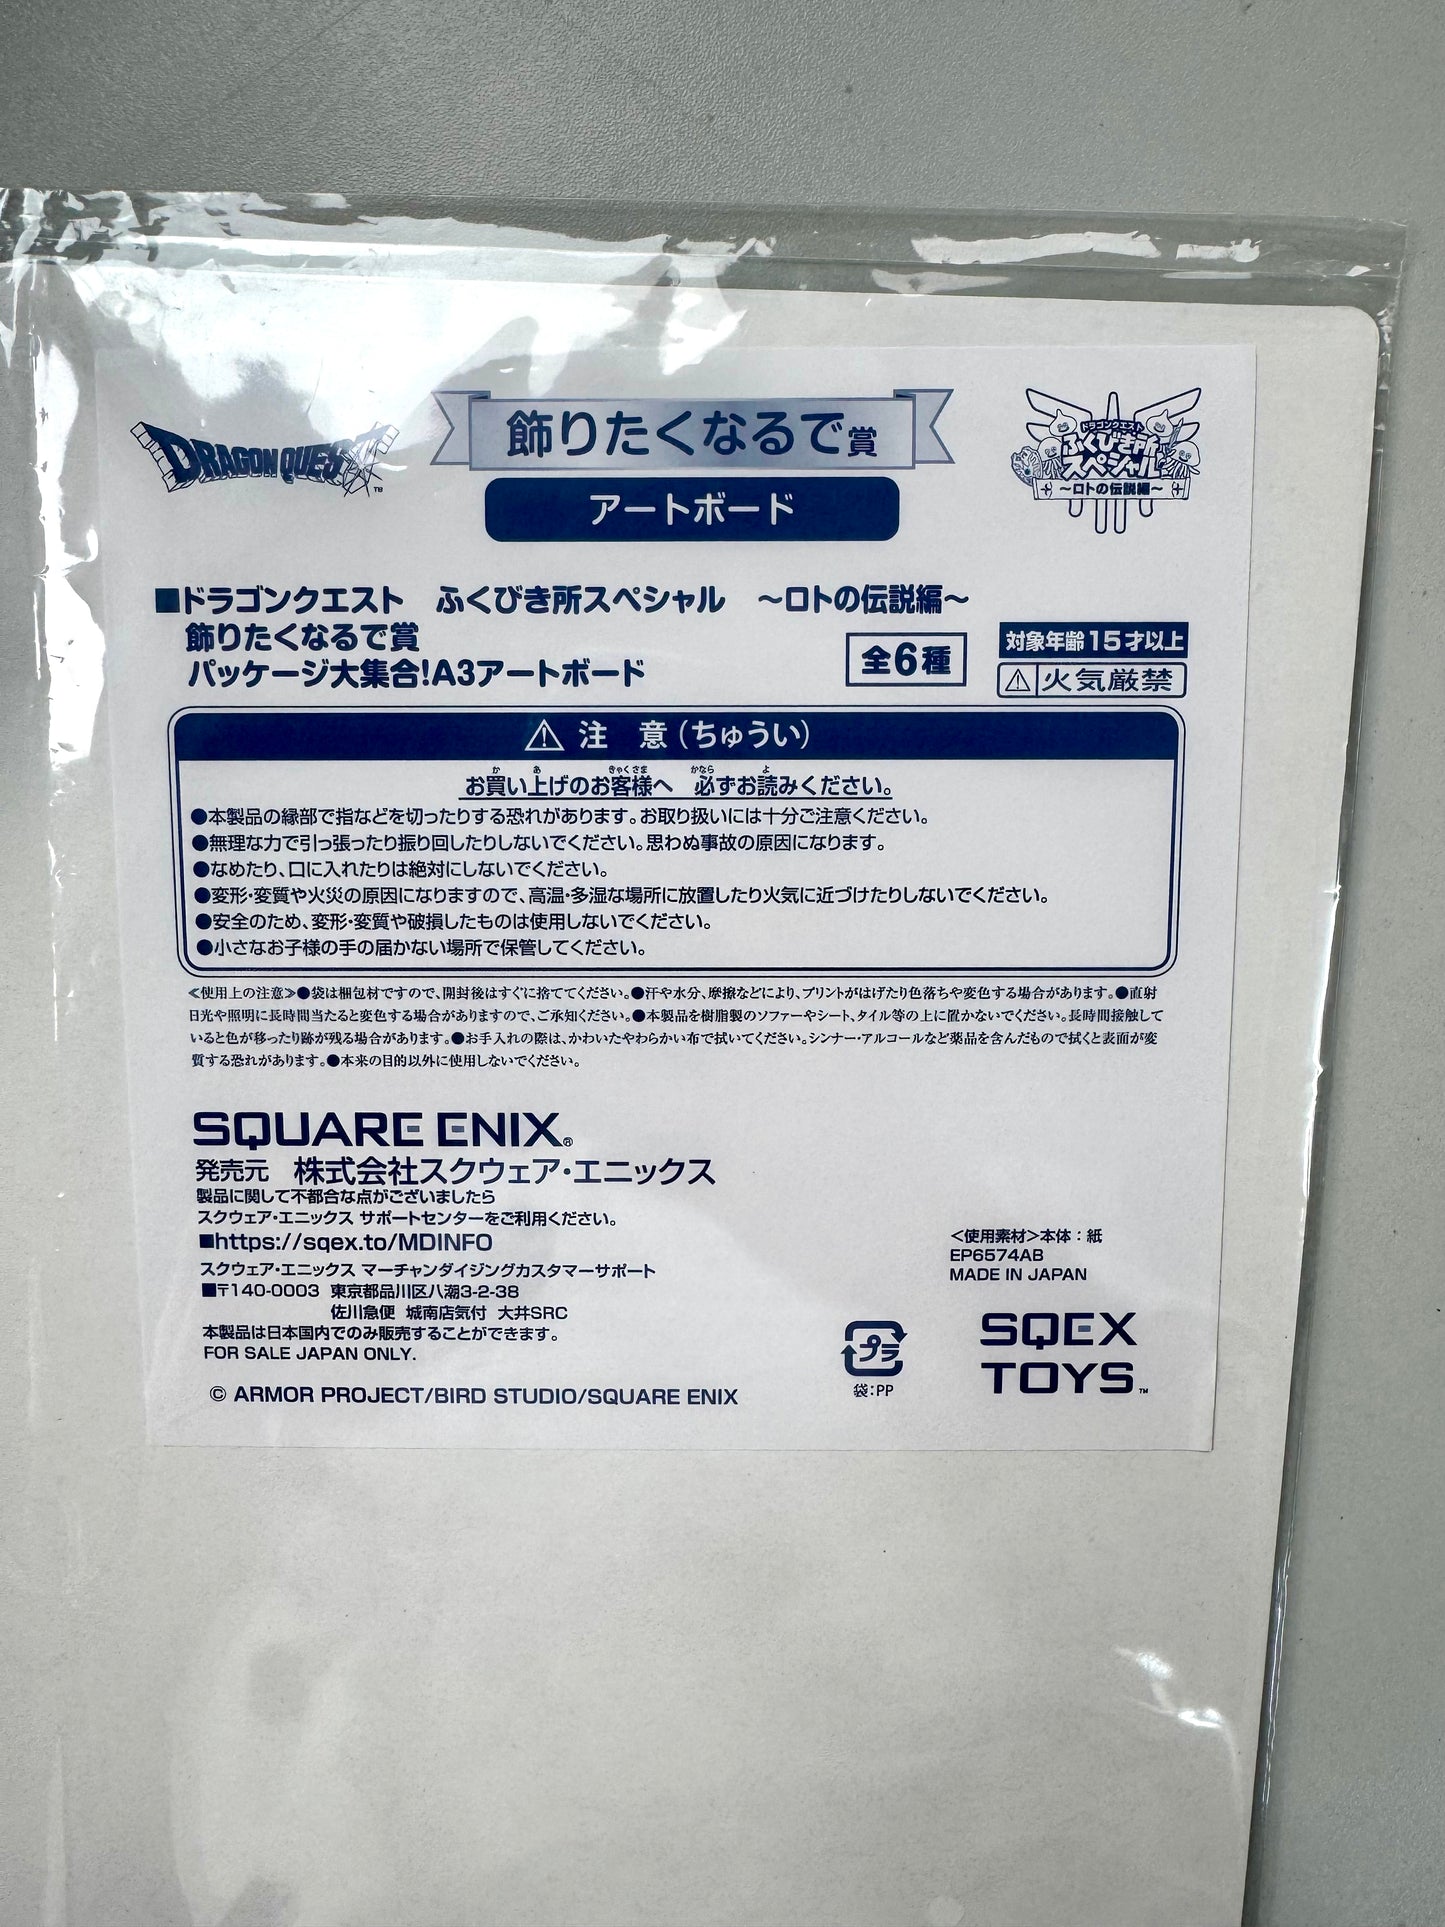 DRAGON QUEST
TM
飾りたくなるで賞
アートボード
ドラゴンクエスト
ふくびき所
スペシャル
～ロトの伝説編～
■ドラゴンクエスト　ふくびき所スペシャル　～ロトの伝説編～
飾りたくなるで賞
パッケージ大集合!A3アートボード
全6種
対象年齢15才以上
⚠火気厳禁
⚠ 注　意(ちゅうい)
お買い上げのお客様へ　必ずお読みください。
●本製品の縁部で指などを切ったりする恐れがあります。お取り扱いには十分ご注意ください。
●無理な力で引っ張ったり振り回したりしないでください。思わぬ事故の原因になります。
●なめたり、口に入れたりは絶対にしないでください。
●変形・変質や火災の原因になりますので、高温・多湿な場所に放置したり火気に近づけたりしないでください。
●安全のため、変形・変質や破損したものは使用しないでください。
●小さなお子様の手の届かない場所で保管してください。
≪使用上の注意≫●袋は梱包材ですので、開封後はすぐに捨ててください。●汗や水分、摩擦などにより、プリントがはげたり色落ちや変色する場合があります。●直射
日光や照明に長時間当たると変色する場合がありますので、ご承知ください。●本製品を樹脂製のソファーやシート、タイル等の上に置かないでください。長時間接触して
いると色が移ったり跡が残る場合があります。●お手入れの際は、かわいたやわらかい布で拭いてください。シンナー・アルコールなど薬品を含んだもので拭くと表面が変
質する恐れがあります。●本来の目的以外に使用しないでください。
SQUARE ENIX®
発売元　株式会社スクウェア・エニックス
製品に関して不都合な点がございましたら
スクウェア・エニックス サポートセンターをご利用ください。
■https://sqex.to/MDINFO
スクウェア・エニックス マーチャンダイジングカスタマーサポート
■〒140-0003 東京都品川区八潮3-2-38
佐川急便 城南店気付 大井SRC
本製品は日本国内でのみ販売することができます。
FOR SALE JAPAN ONLY.
© ARMOR PROJECT/BIRD STUDIO/SQUARE ENIX
＜使用素材＞本体：紙
EP6574AB
MADE IN JAPAN
プラ
袋:PP
SQEX
TOYS™